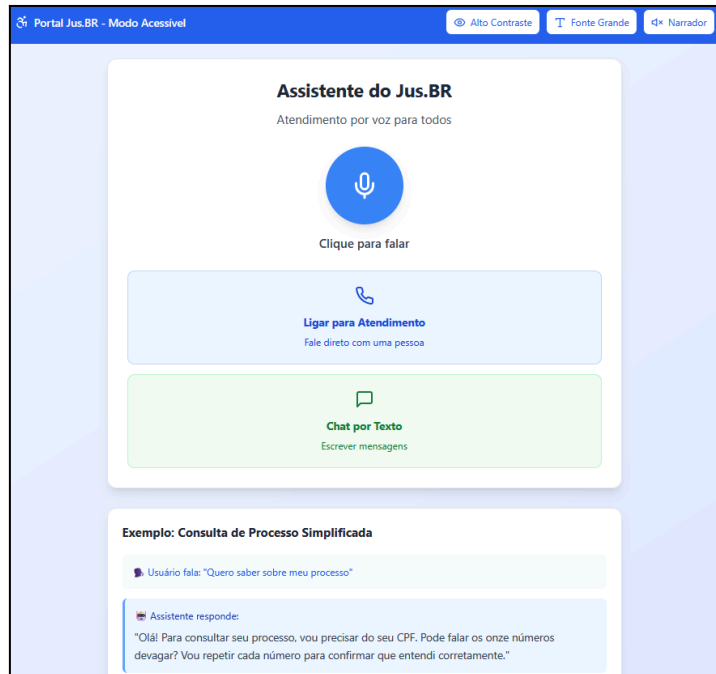 Portal Jus.BR - Modo Acessível
Alto Contraste
Fonte Grande
Narrador
Assistente do Jus.BR
Atendimento por voz para todos
Clique para falar
Ligar para Atendimento
Fale direto com uma pessoa
Chat por Texto
Escrever mensagens
Exemplo: Consulta de Processo Simplificada
Usuário fala: "Quero saber sobre meu processo"
Assistente responde:
"Olá! Para consultar seu processo, vou precisar do seu CPF. Pode falar os onze números
devagar? Vou repetir cada número para confirmar que entendi corretamente."